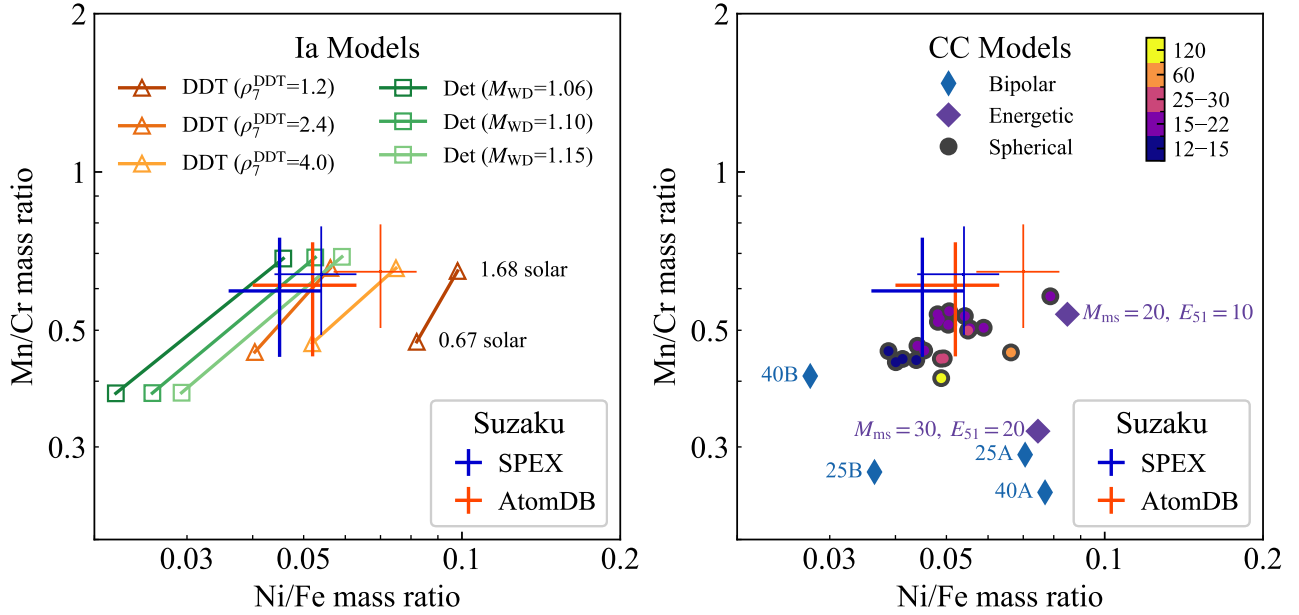 Ia Models
DDT (ρ₇ᴰᴰᵀ=1.2)
DDT (ρ₇ᴰᴰᵀ=2.4)
DDT (ρ₇ᴰᴰᵀ=4.0)
Det (M_WD=1.06)
Det (M_WD=1.10)
Det (M_WD=1.15)
1.68 solar
0.67 solar
Suzaku
SPEX
AtomDB
2
1
0.5
0.3
Mn/Cr mass ratio
0.03 0.05 0.1 0.2
Ni/Fe mass ratio
CC Models
Bipolar
Energetic
Spherical
120
60
25−30
15−22
12−15
M_ms = 20, E₅₁ = 10
40B
M_ms = 30, E₅₁ = 20
25A
25B
40A
Suzaku
SPEX
AtomDB
2
1
0.5
0.3
Mn/Cr mass ratio
0.03 0.05 0.1 0.2
Ni/Fe mass ratio